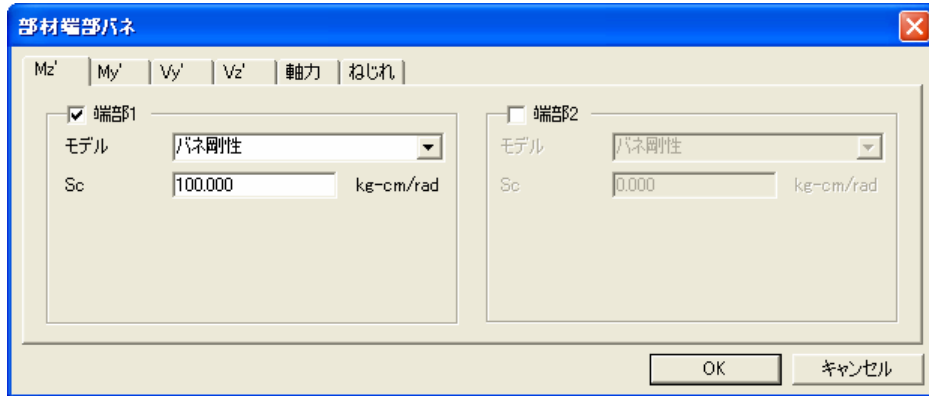 部材端部バネ
Mz' My' Vy' Vz' 軸力 ねじれ
端部1
モデル バネ剛性
Sc 100.000 kg-cm/rad
端部2
モデル バネ剛性
Sc 0.000 kg-cm/rad
OK キャンセル